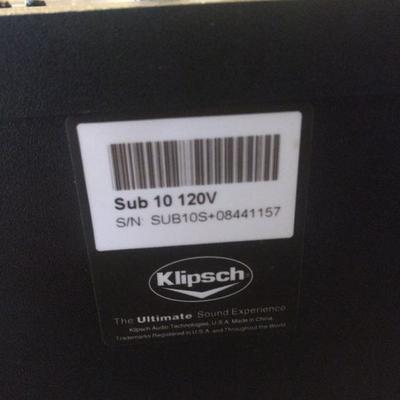 Sub 10 120V
S/N: SUB10S+08441157
Klipsch
The Ultimate Sound Experience
Klipsch Audio Technologies, U.S.A. Made in China.
Trademarks Registered in U.S.A. and Throughout the World